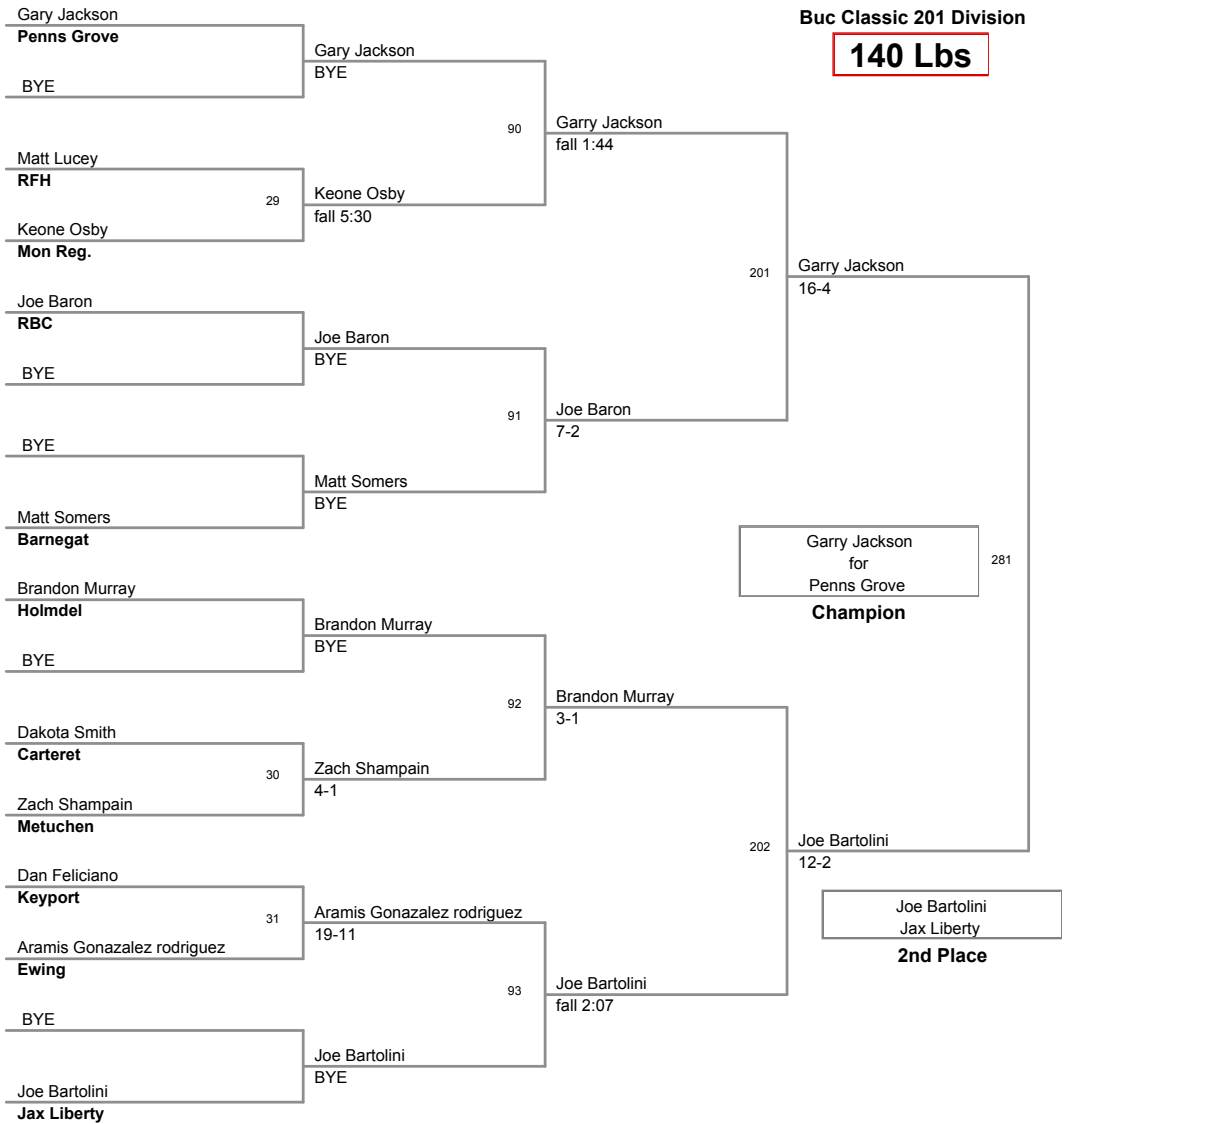 Buc Classic 201 Division
140 Lbs
Gary Jackson
Penns Grove
Gary Jackson
BYE
BYE
90
Garry Jackson
fall 1:44
Matt Lucey
RFH
29
Keone Osby
fall 5:30
Keone Osby
Mon Reg.
201
Garry Jackson
16-4
Joe Baron
RBC
Joe Baron
BYE
BYE
91
Joe Baron
7-2
BYE
Matt Somers
BYE
Matt Somers
Barnegat
Garry Jackson
for
Penns Grove
Champion
281
Brandon Murray
Holmdel
Brandon Murray
BYE
BYE
92
Brandon Murray
3-1
Dakota Smith
Carteret
30
Zach Shampain
4-1
Zach Shampain
Metuchen
202
Joe Bartolini
12-2
Dan Feliciano
Keyport
31
Aramis Gonazalez rodriguez
19-11
Joe Bartolini
Jax Liberty
2nd Place
Aramis Gonazalez rodriguez
Ewing
93
Joe Bartolini
fall 2:07
BYE
Joe Bartolini
BYE
Joe Bartolini
Jax Liberty